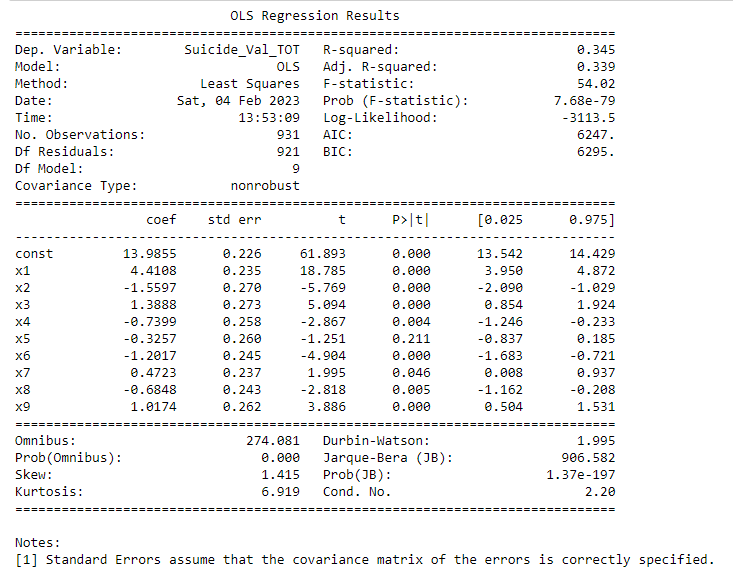 OLS Regression Results
==============================================================================
Dep. Variable: Suicide_Val_TOT R-squared: 0.345
Model: OLS Adj. R-squared: 0.339
Method: Least Squares F-statistic: 54.02
Date: Sat, 04 Feb 2023 Prob (F-statistic): 7.68e-79
Time: 13:53:09 Log-Likelihood: -3113.5
No. Observations: 931 AIC: 6247.
Df Residuals: 921 BIC: 6295.
Df Model: 9
Covariance Type: nonrobust
==============================================================================
coef std err t P>|t| [0.025 0.975]
------------------------------------------------------------------------------
const 13.9855 0.226 61.893 0.000 13.542 14.429
x1 4.4108 0.235 18.785 0.000 3.950 4.872
x2 -1.5597 0.270 -5.769 0.000 -2.090 -1.029
x3 1.3888 0.273 5.094 0.000 0.854 1.924
x4 -0.7399 0.258 -2.867 0.004 -1.246 -0.233
x5 -0.3257 0.260 -1.251 0.211 -0.837 0.185
x6 -1.2017 0.245 -4.904 0.000 -1.683 -0.721
x7 0.4723 0.237 1.995 0.046 0.008 0.937
x8 -0.6848 0.243 -2.818 0.005 -1.162 -0.208
x9 1.0174 0.262 3.886 0.000 0.504 1.531
==============================================================================
Omnibus: 274.081 Durbin-Watson: 1.995
Prob(Omnibus): 0.000 Jarque-Bera (JB): 906.582
Skew: 1.415 Prob(JB): 1.37e-197
Kurtosis: 6.919 Cond. No. 2.20
==============================================================================
Notes:
[1] Standard Errors assume that the covariance matrix of the errors is correctly specified.